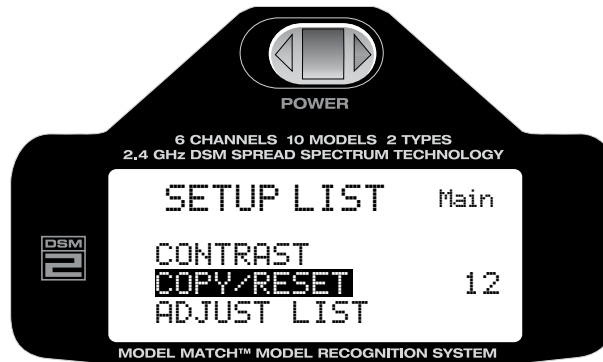 POWER
6 CHANNELS 10 MODELS 2 TYPES
2.4 GHz DSM SPREAD SPECTRUM TECHNOLOGY
SETUP LIST Main
DSM
2
CONTRAST
COPY/RESET 12
ADJUST LIST
MODEL MATCH™ MODEL RECOGNITION SYSTEM